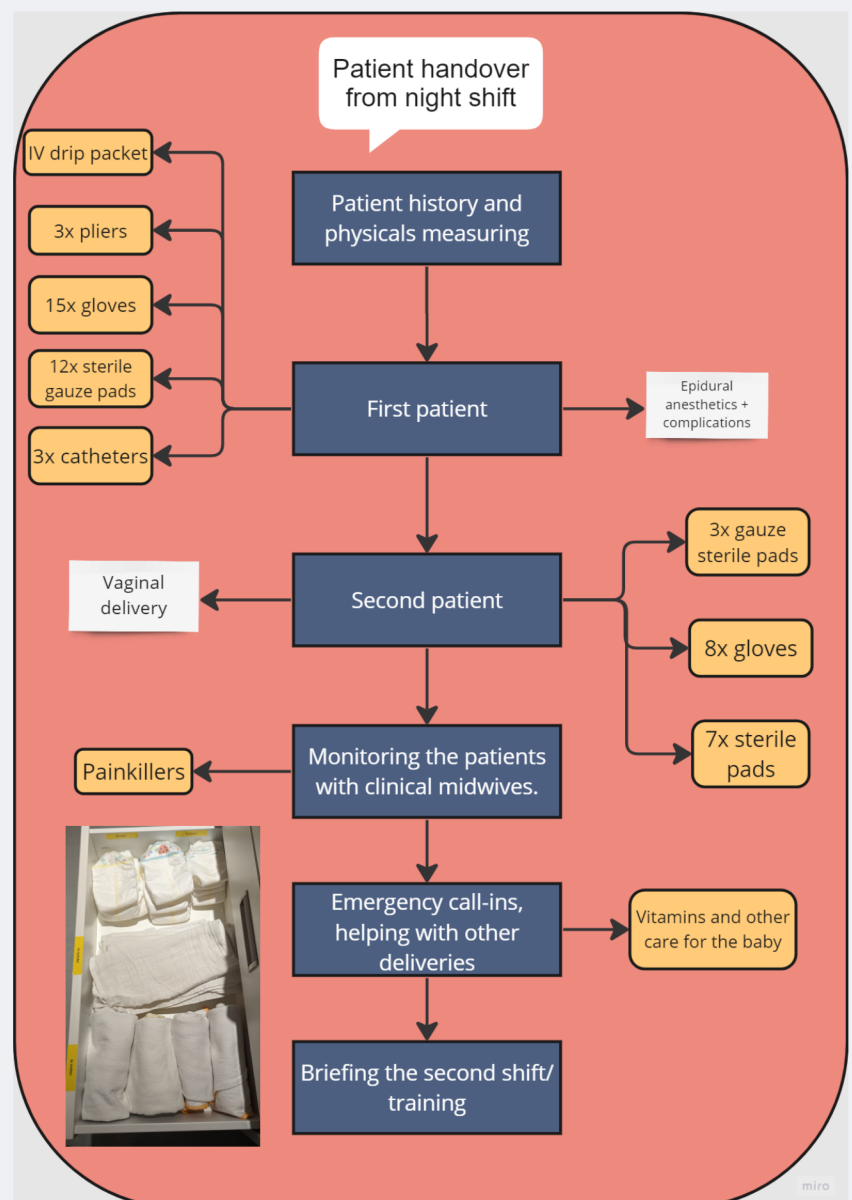 Patient handover
from night shift
IV drip packet
3x pliers
15x gloves
12x sterile
gauze pads
3x catheters
Patient history and
physicals measuring
First patient
Epidural
anesthetics +
complications
Vaginal
delivery
Second patient
3x gauze
sterile pads
8x gloves
7x sterile
pads
Painkillers
Monitoring the patients
with clinical midwives.
Emergency call-ins,
helping with other
deliveries
Vitamins and other
care for the baby
Briefing the second shift/
training
miro